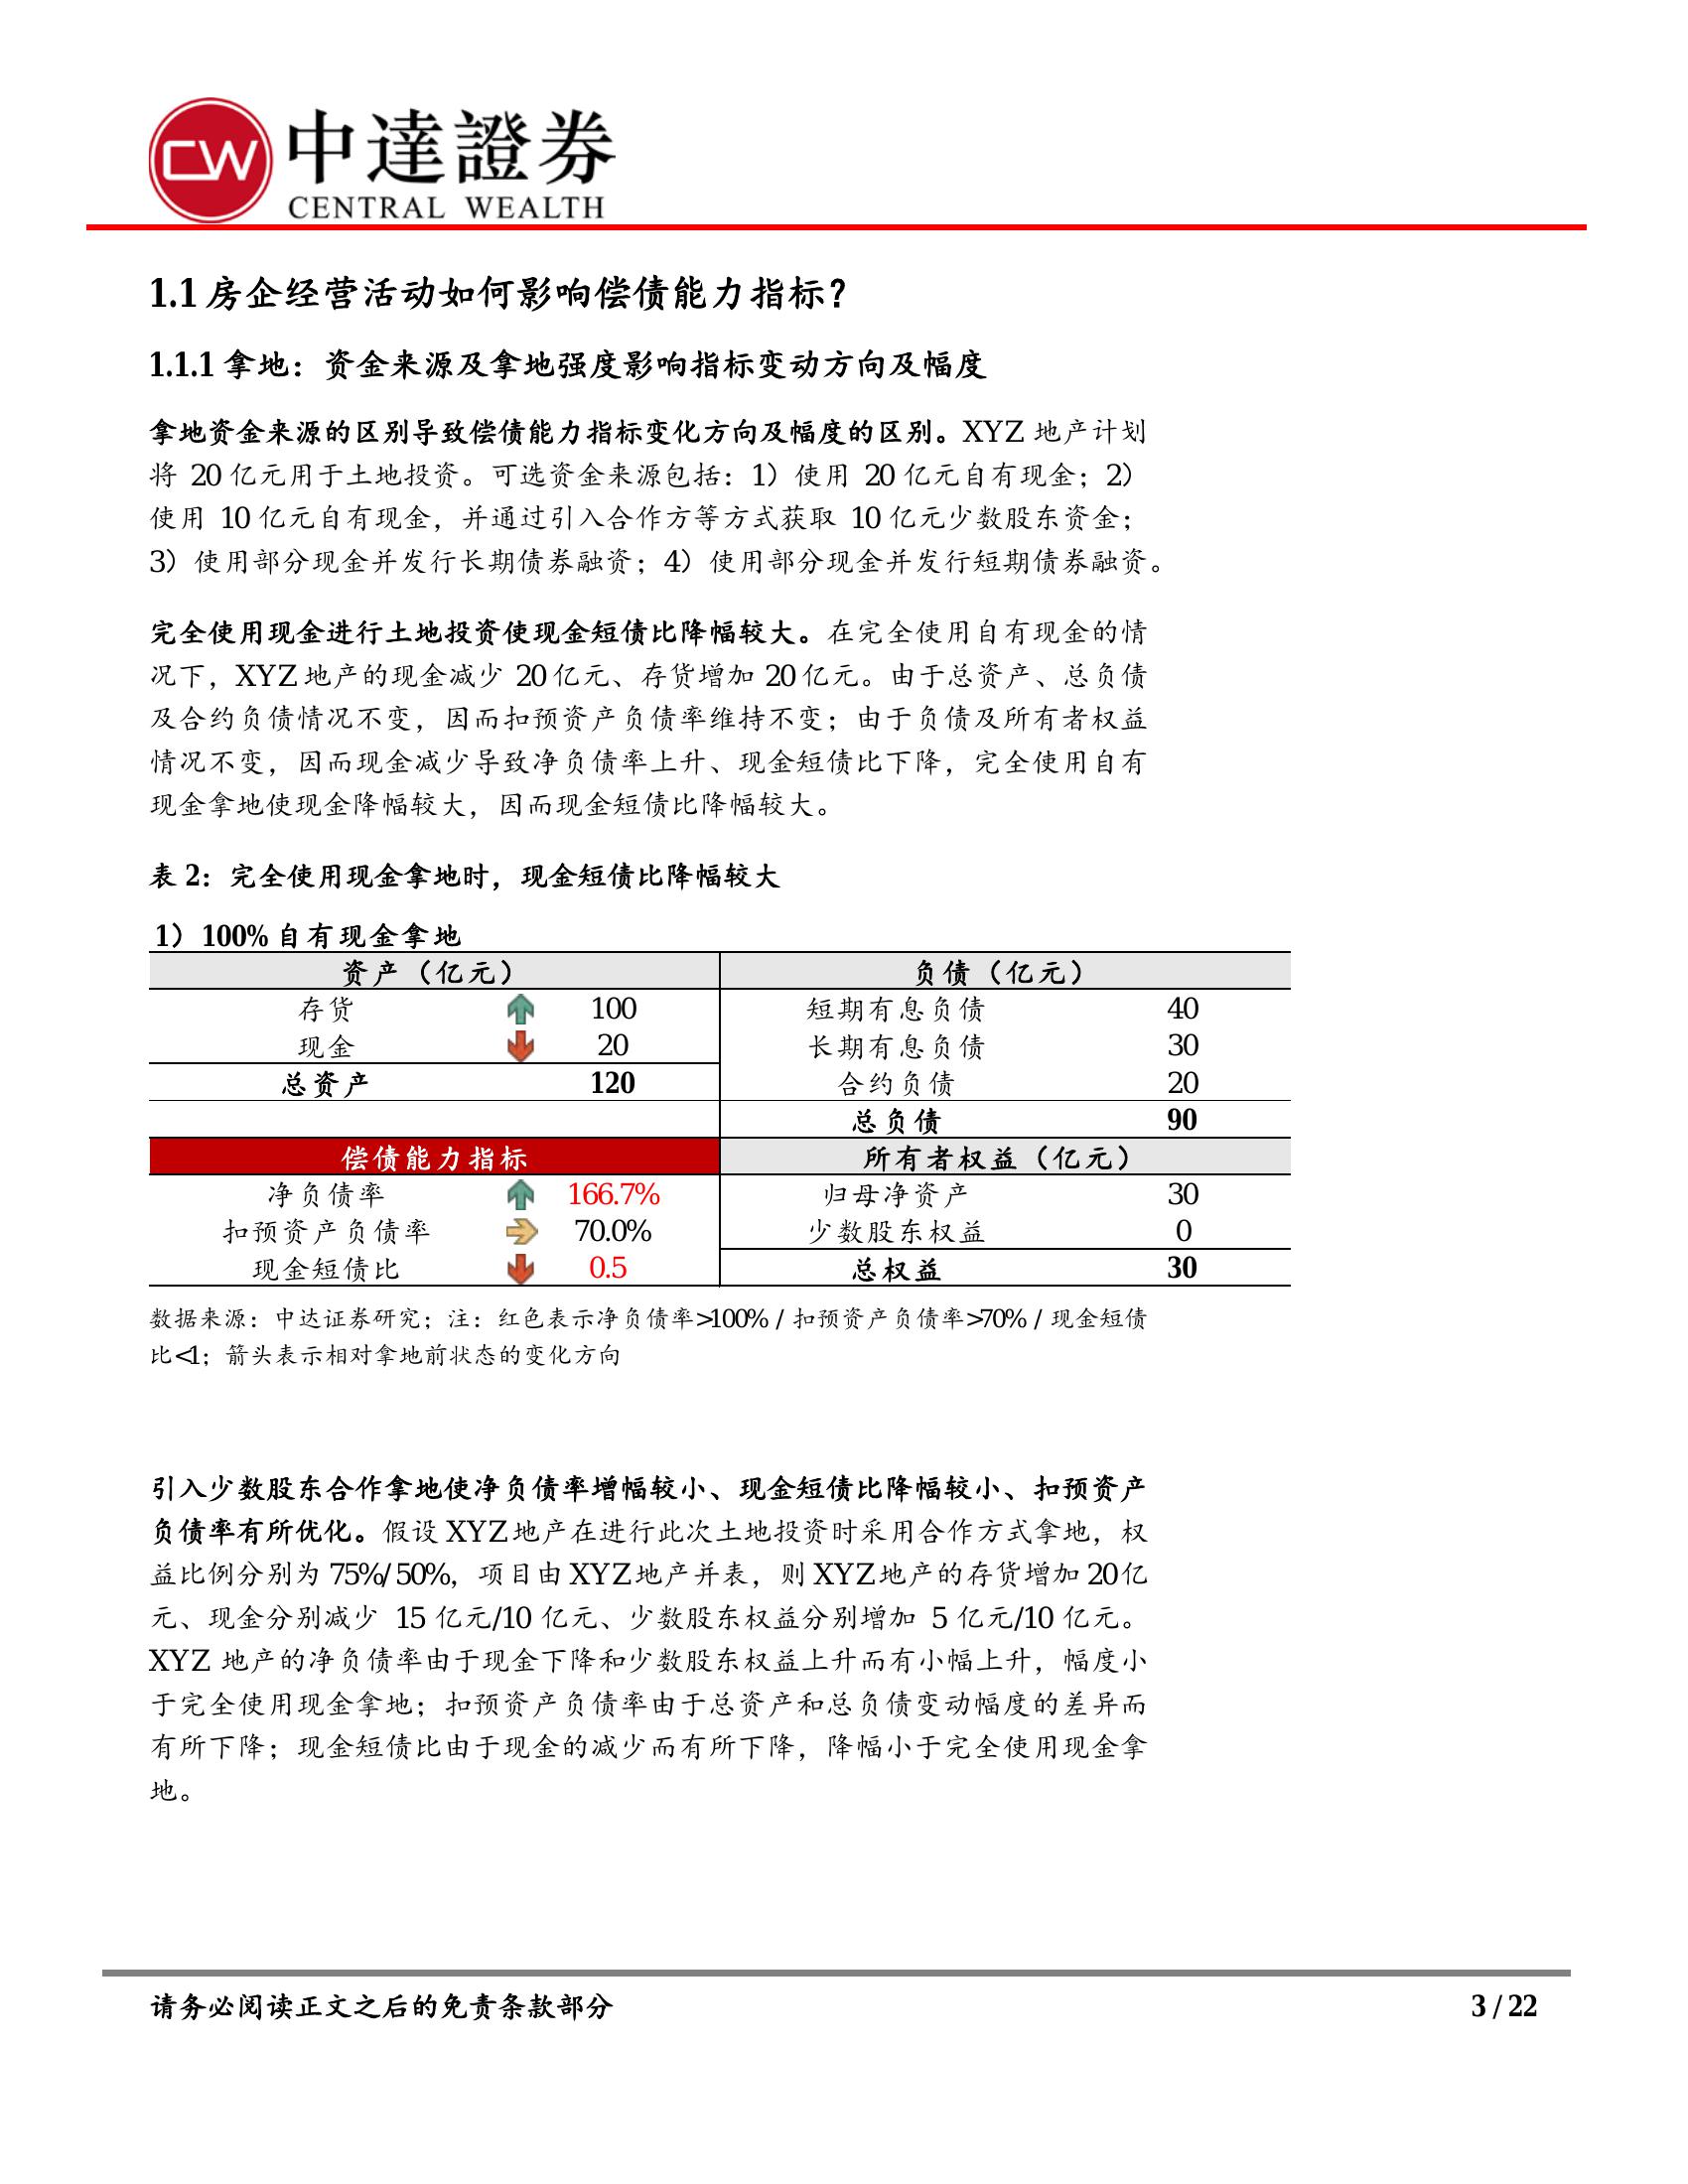 CW 中達證券
CENTRAL WEALTH
1.1 房企经营活动如何影响偿债能力指标？
1.1.1 拿地：资金来源及拿地强度影响指标变动方向及幅度
拿地资金来源的区别导致偿债能力指标变化方向及幅度的区别。XYZ 地产计划
将 20 亿元用于土地投资。可选资金来源包括：1）使用 20 亿元自有现金；2）
使用 10 亿元自有现金，并通过引入合作方等方式获取 10 亿元少数股东资金；
3）使用部分现金并发行长期债券融资；4）使用部分现金并发行短期债券融资。
完全使用现金进行土地投资使现金短债比降幅较大。在完全使用自有现金的情
况下，XYZ 地产的现金减少 20 亿元、存货增加 20 亿元。由于总资产、总负债
及合约负债情况不变，因而扣预资产负债率维持不变；由于负债及所有者权益
情况不变，因而现金减少导致净负债率上升、现金短债比下降，完全使用自有
现金拿地使现金降幅较大，因而现金短债比降幅较大。
表 2：完全使用现金拿地时，现金短债比降幅较大
1）100% 自有现金拿地
资产（亿元） 负债（亿元）
存货 100 短期有息负债 40
现金 20 长期有息负债 30
总资产 120 合约负债 20
总负债 90
偿债能力指标 所有者权益（亿元）
净负债率 166.7% 归母净资产 30
扣预资产负债率 70.0% 少数股东权益 0
现金短债比 0.5 总权益 30
数据来源：中达证券研究；注：红色表示净负债率>100% / 扣预资产负债率>70% / 现金短债
比<1；箭头表示相对拿地前状态的变化方向
引入少数股东合作拿地使净负债率增幅较小、现金短债比降幅较小、扣预资产
负债率有所优化。假设 XYZ 地产在进行此次土地投资时采用合作方式拿地，权
益比例分别为 75%/50%，项目由 XYZ 地产并表，则 XYZ 地产的存货增加 20 亿
元、现金分别减少 15 亿元/10 亿元、少数股东权益分别增加 5 亿元/10 亿元。
XYZ 地产的净负债率由于现金下降和少数股东权益上升而有小幅上升，幅度小
于完全使用现金拿地；扣预资产负债率由于总资产和总负债变动幅度的差异而
有所下降；现金短债比由于现金的减少而有所下降，降幅小于完全使用现金拿
地。
请务必阅读正文之后的免责条款部分 3 / 22